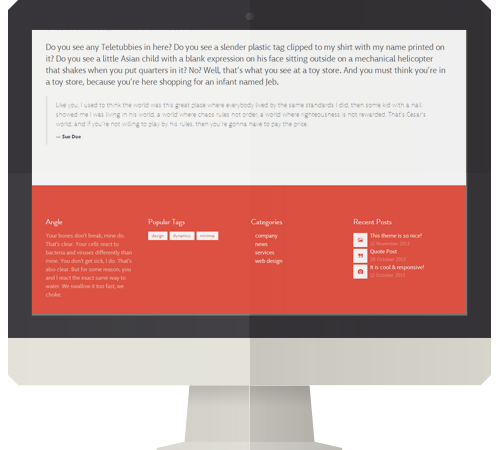 Do you see any Teletubbies in here? Do you see a slender plastic tag clipped to my shirt with my name printed on
it? Do you see a little Asian child with a blank expression on his face sitting outside on a mechanical helicopter
that shakes when you put quarters in it? No? Well, that's what you see at a toy store. And you must think you're in
a toy store, because you're here shopping for an infant named Jeb.
Like you, I used to think the world was this great place where everybody lived by the same standards I did, then some kid with a nail
showed me I was living in his world, a world where chaos rules not order, a world where righteousness is not rewarded. That's Cesar's
world, and if you're not willing to play by his rules, then you're gonna have to pay the price.
— Sue Doe
Angle
Your bones don't break, mine do.
That's clear. Your cells react to
bacteria and viruses differently than
mine. You don't get sick, I do. That's
also clear. But for some reason, you
and I react the exact same way to
water. We swallow it too fast, we
choke.
Popular Tags
design dynamics minimal
Categories
company
news
services
web design
Recent Posts
This theme is so nice!
November 2013
Quote Post
October 2013
It is cool & responsive!
October 2013